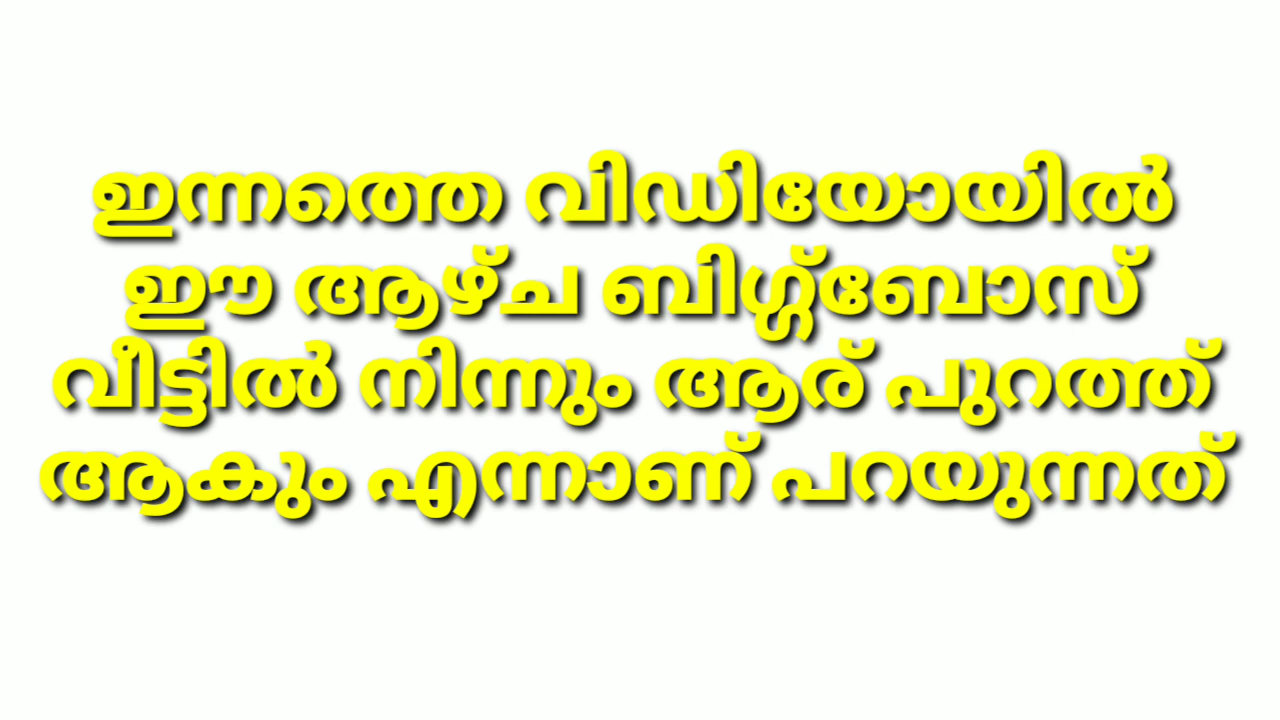 ഇന്നത്തെ വിഡിയോയിൽ
ഈ ആഴ്ച ബിഗ്ഗ്ബോസ്
വീട്ടിൽ നിന്നും ആര് പുറത്ത്
ആകും എന്നാണ് പറയുന്നത്